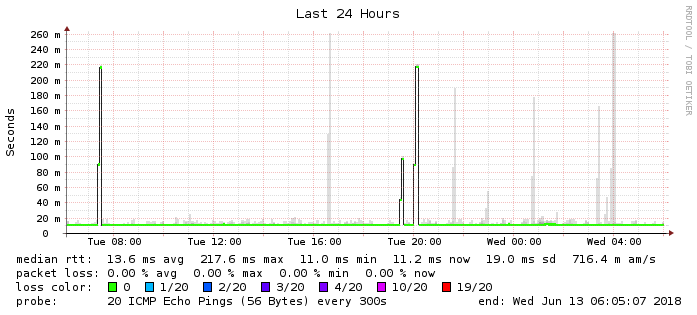 Last 24 Hours
RRDTOOL / TOBI OETIKER
Seconds
260 m
240 m
220 m
200 m
180 m
160 m
140 m
120 m
100 m
80 m
60 m
40 m
20 m
0
Tue 08:00 Tue 12:00 Tue 16:00 Tue 20:00 Wed 00:00 Wed 04:00
median rtt: 13.6 ms avg 217.6 ms max 11.0 ms min 11.2 ms now 19.0 ms sd 716.4 m am/s
packet loss: 0.00 % avg 0.00 % max 0.00 % min 0.00 % now
loss color: 0 1/20 2/20 3/20 4/20 10/20 19/20
probe: 20 ICMP Echo Pings (56 Bytes) every 300s end: Wed Jun 13 06:05:07 2018